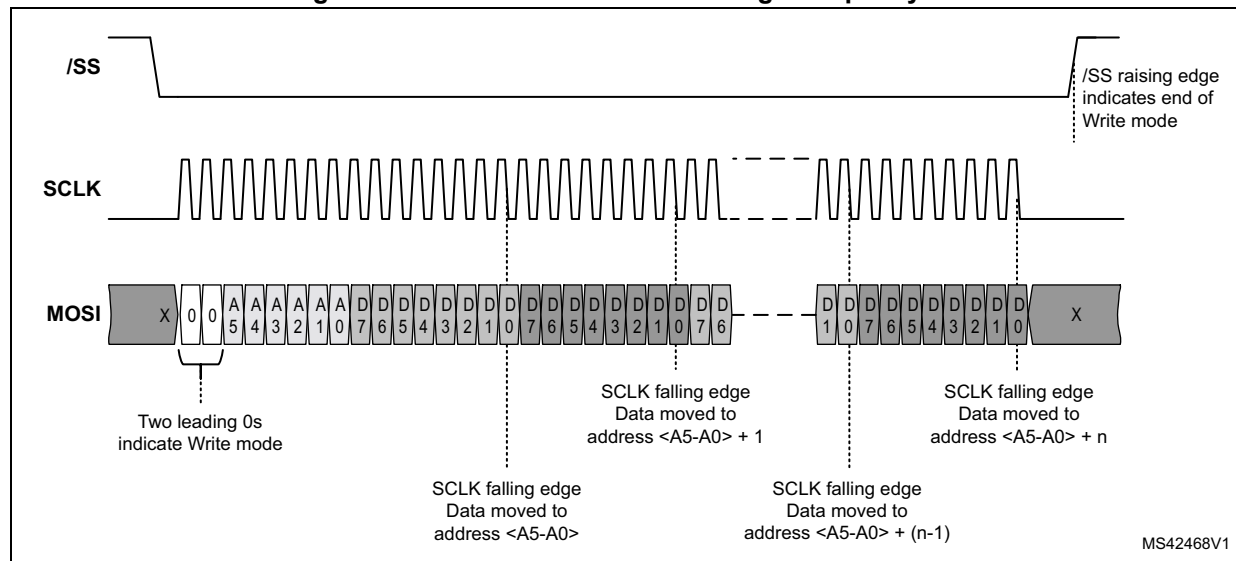 /SS
/SS raising edge
indicates end of
Write mode
SCLK
MOSI
X 0 0 A5 A4 A3 A2 A1 A0 D7 D6 D5 D4 D3 D2 D1 D0 D7 D6 D5 D4 D3 D2 D1 D0 D7 D6 D1 D0 D7 D6 D5 D4 D3 D2 D1 D0 X
Two leading 0s
indicate Write mode
SCLK falling edge
Data moved to
address <A5-A0> + 1
SCLK falling edge
Data moved to
address <A5-A0> + n
SCLK falling edge
Data moved to
address <A5-A0>
SCLK falling edge
Data moved to
address <A5-A0> + (n-1)
MS42468V1